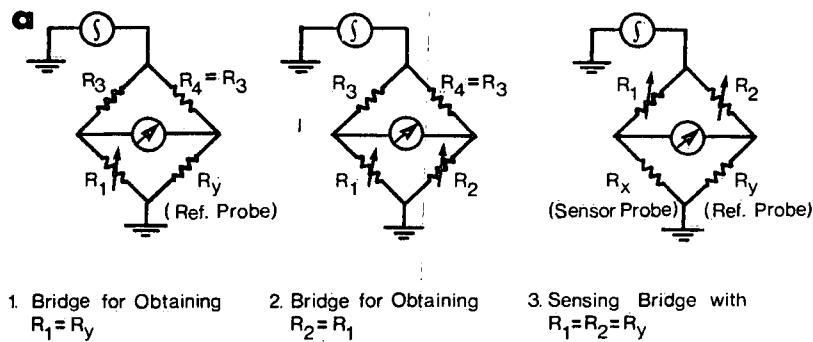 a
R3 R4=R3
R1 Ry
(Ref. Probe)
R3 R4=R3
R1 R2
R1 R2
Rx Ry
(Sensor Probe) (Ref. Probe)
1. Bridge for Obtaining
R1=Ry
2. Bridge for Obtaining
R2=R1
3. Sensing Bridge with
R1=R2=Ry